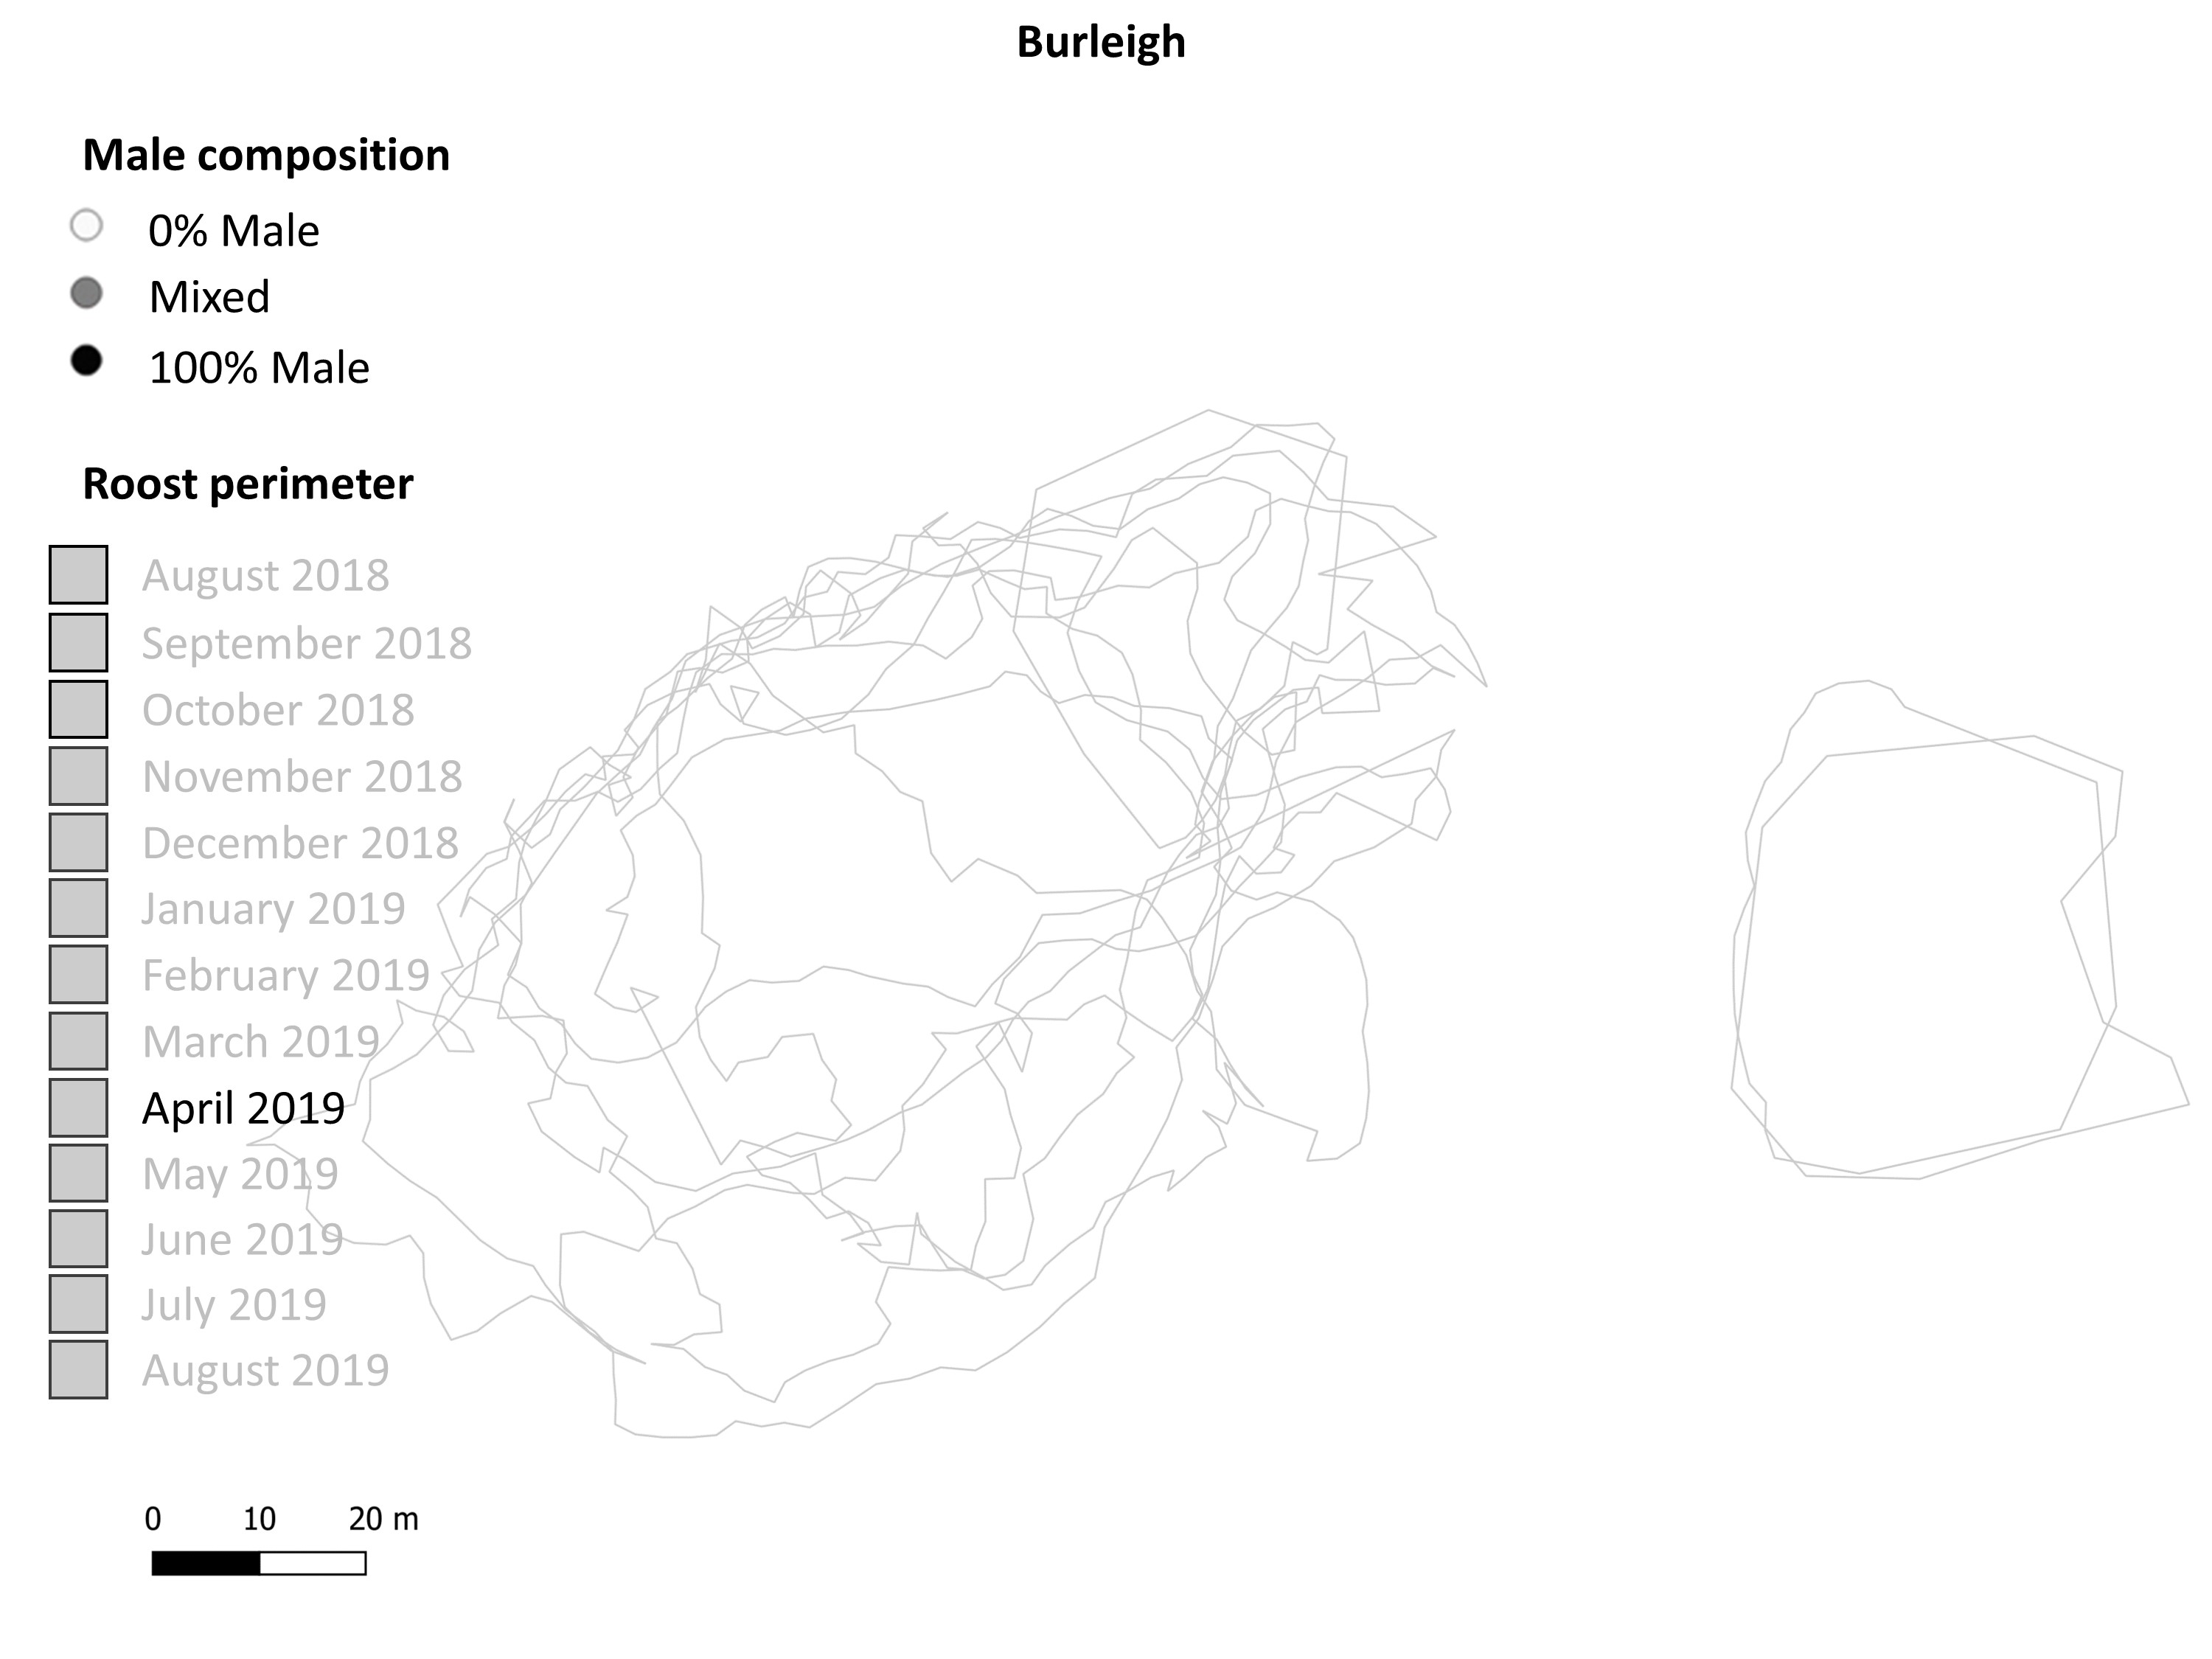 Burleigh
Male composition
0% Male
Mixed
100% Male
Roost perimeter
August 2018
September 2018
October 2018
November 2018
December 2018
January 2019
February 2019
March 2019
April 2019
May 2019
June 2019
July 2019
August 2019
0 10 20 m